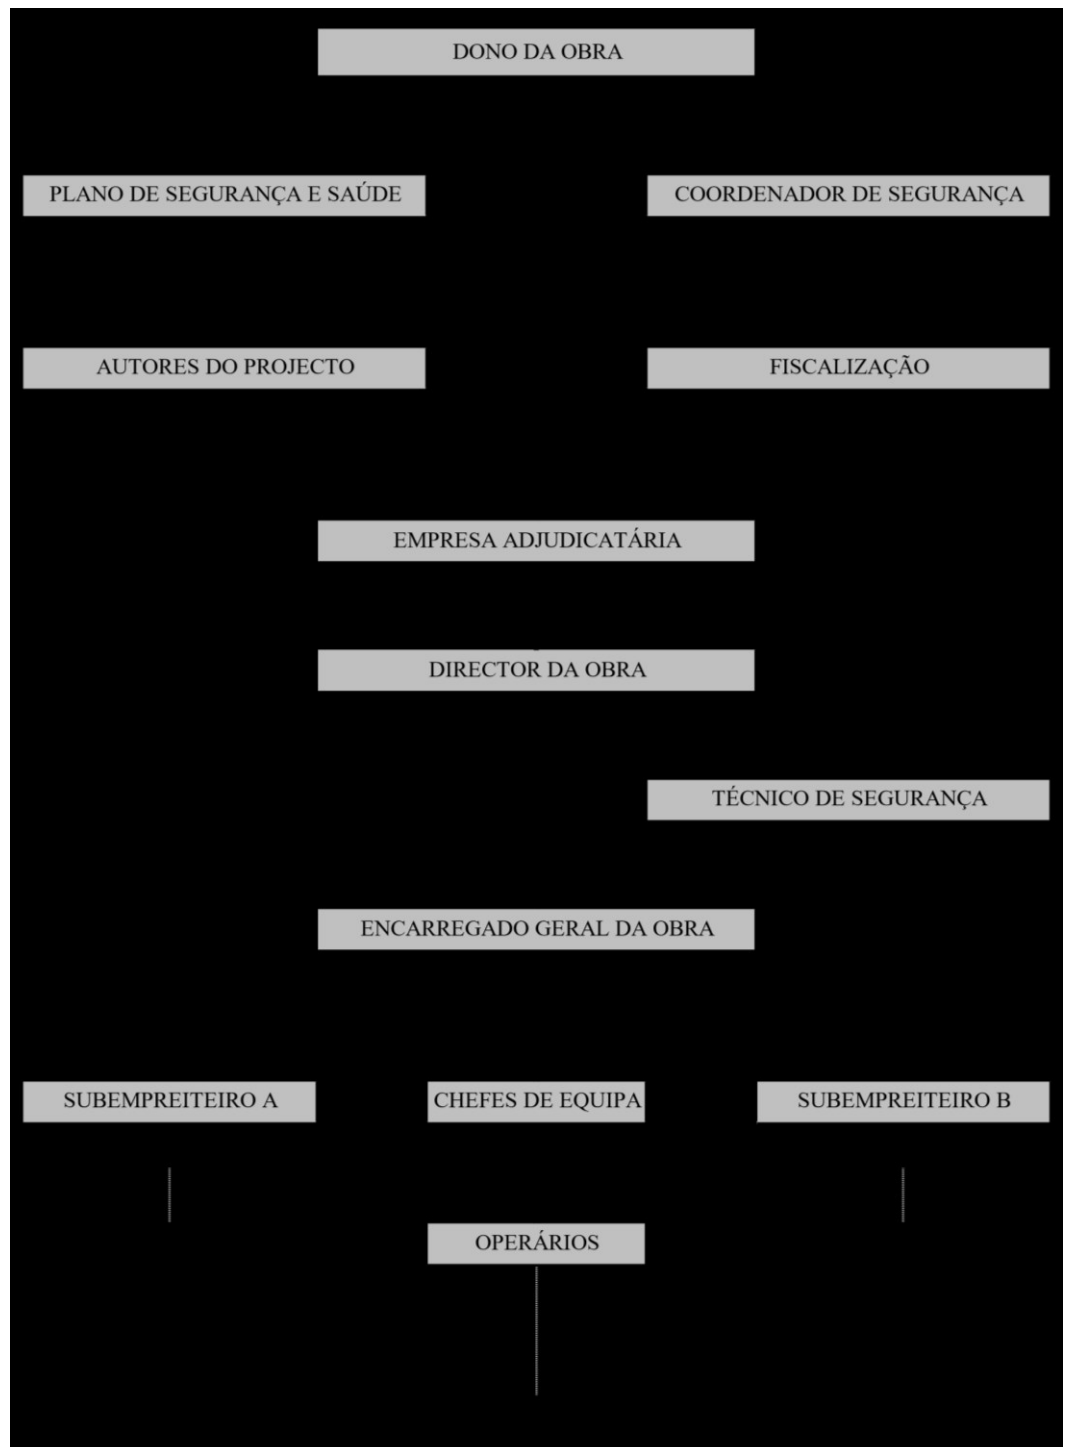 DONO DA OBRA
PLANO DE SEGURANÇA E SAÚDE
COORDENADOR DE SEGURANÇA
AUTORES DO PROJECTO
FISCALIZAÇÃO
EMPRESA ADJUDICATÁRIA
DIRECTOR DA OBRA
TÉCNICO DE SEGURANÇA
ENCARREGADO GERAL DA OBRA
SUBEMPREITEIRO A
CHEFES DE EQUIPA
SUBEMPREITEIRO B
OPERÁRIOS